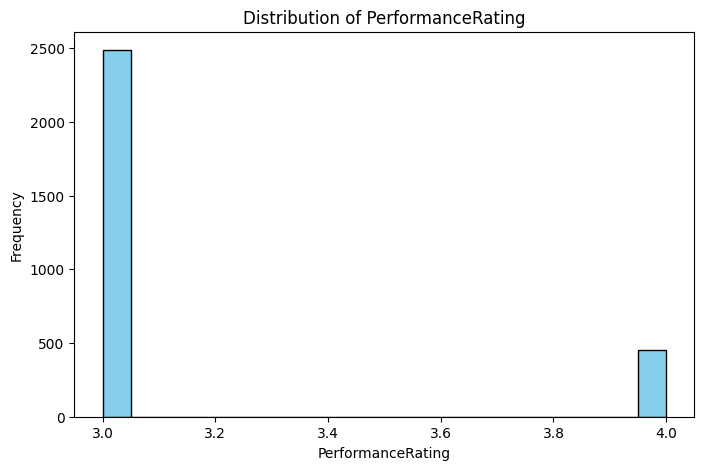 Distribution of PerformanceRating
2500
2000
1500
1000
500
0
Frequency
3.0 3.2 3.4 3.6 3.8 4.0
PerformanceRating